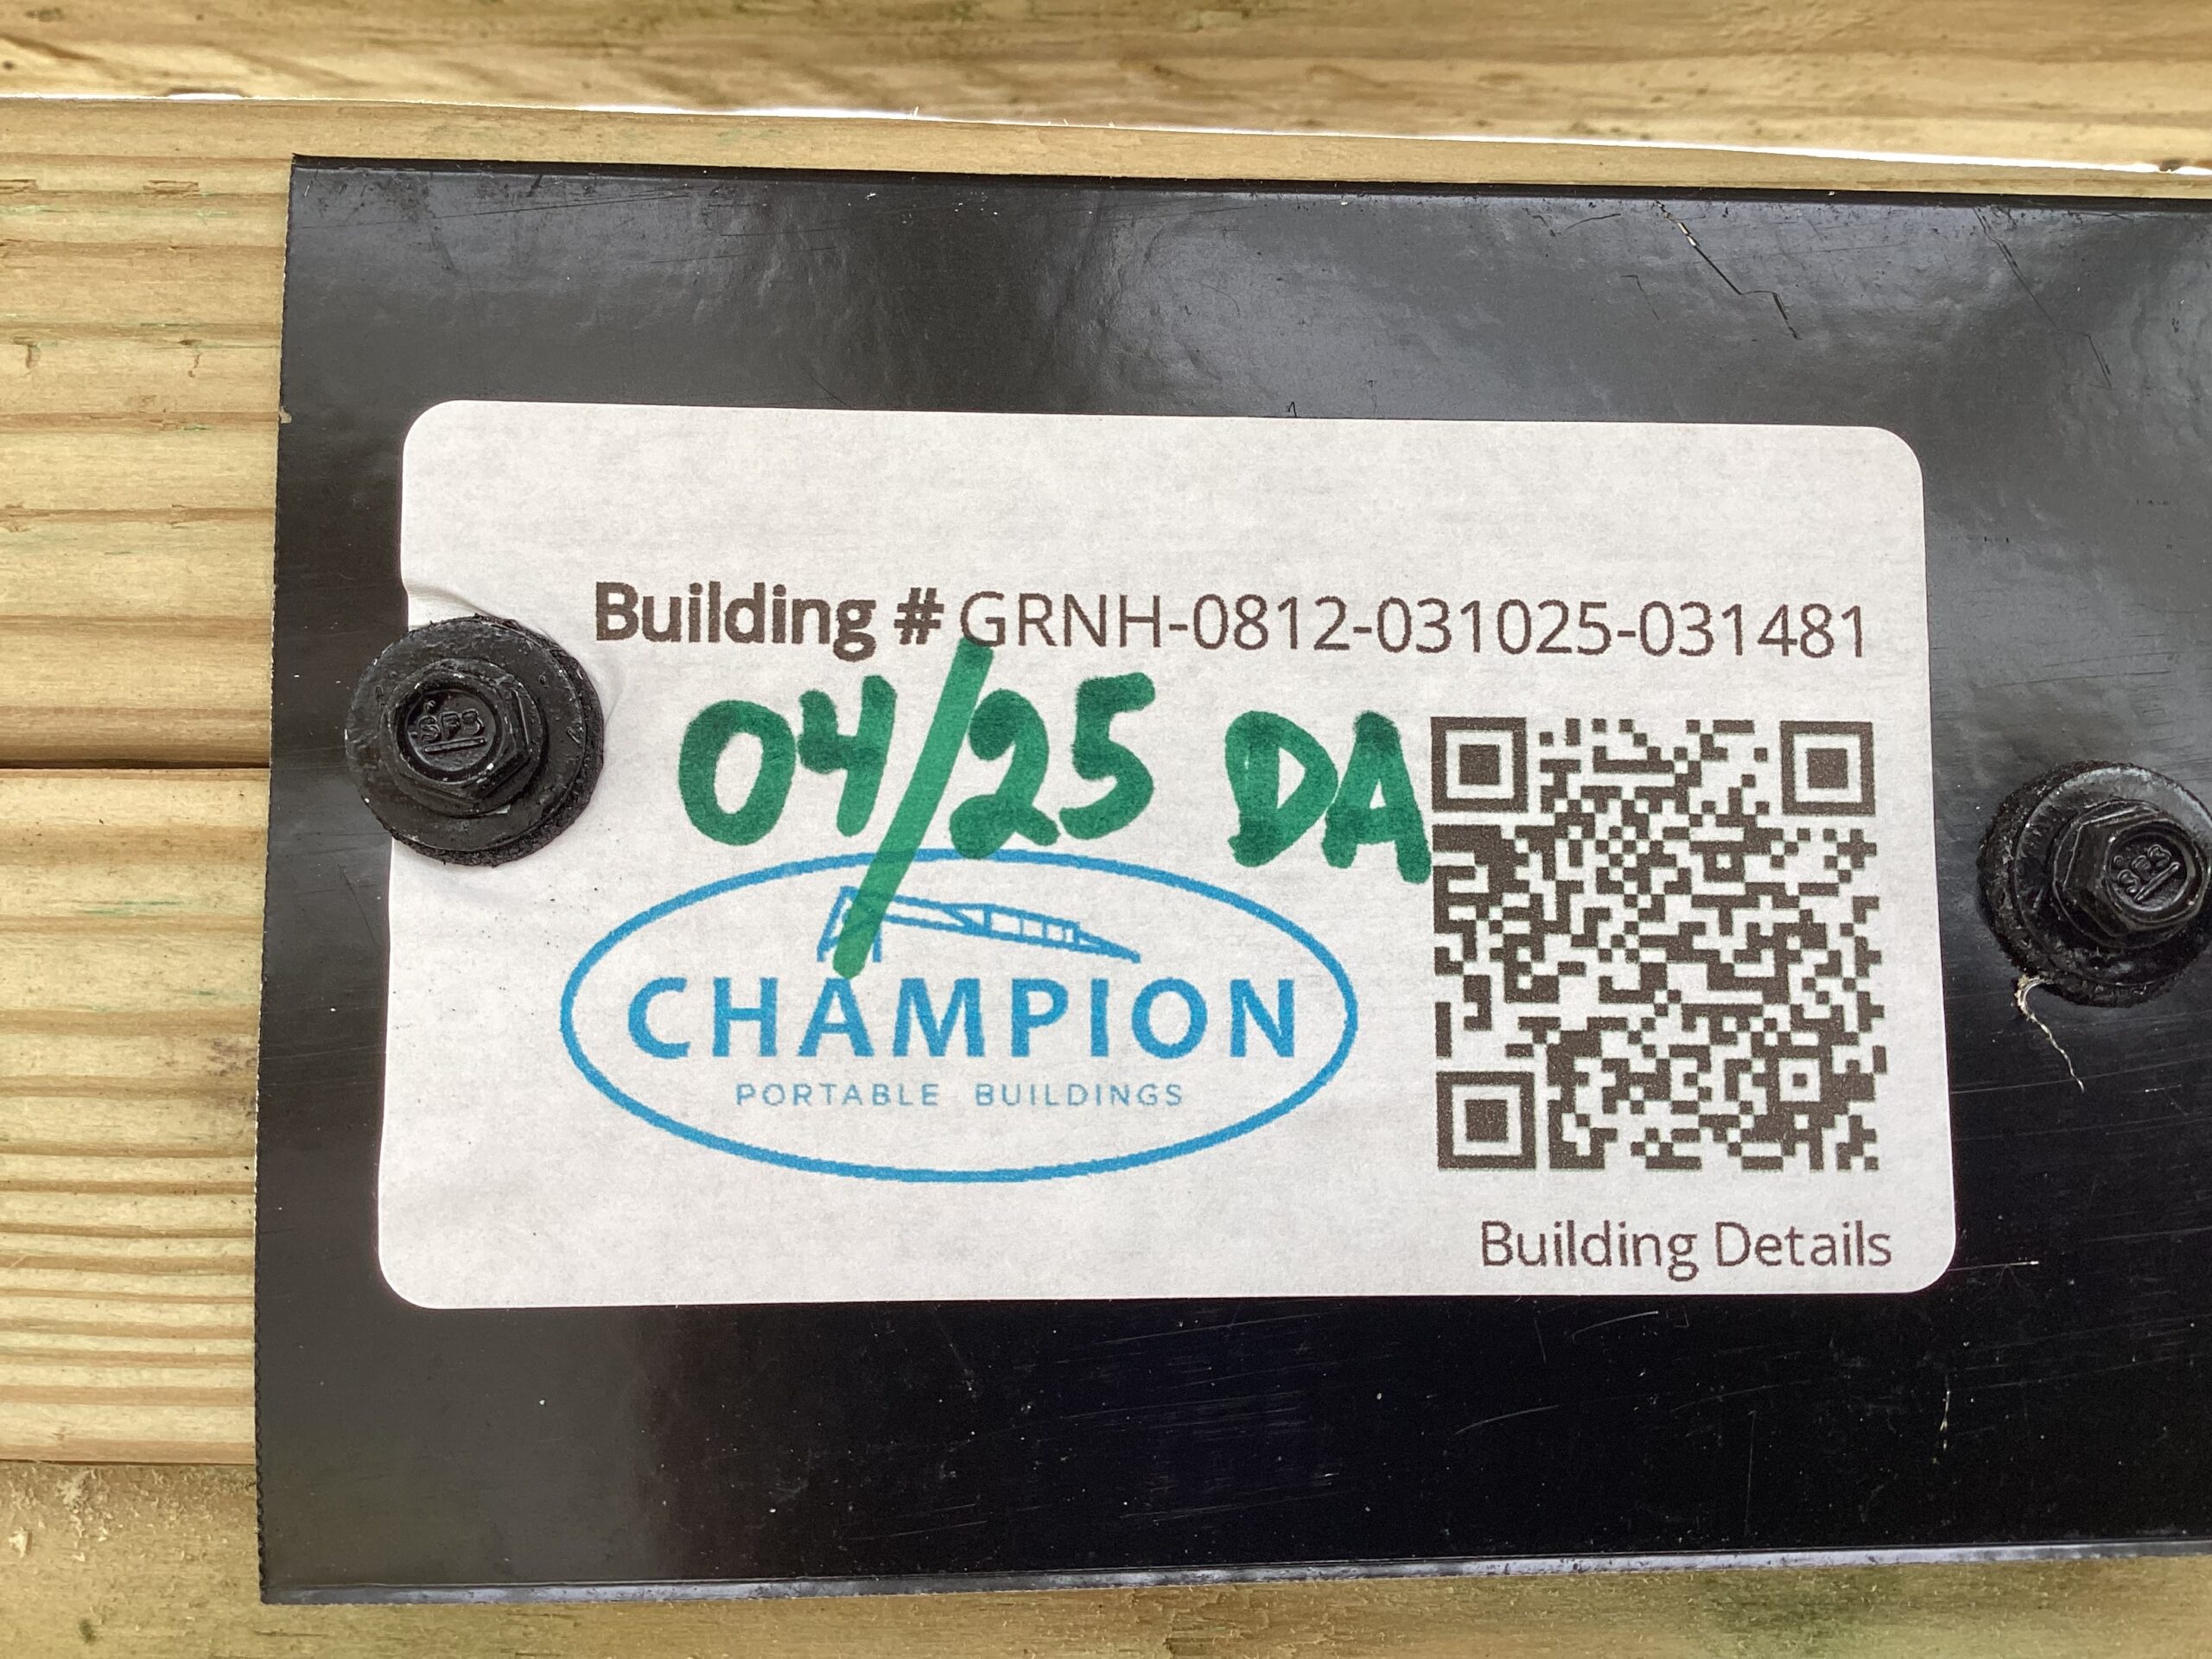 Building # GRNH-0812-031025-031481
04/25 DA
CHAMPION
PORTABLE BUILDINGS
Building Details